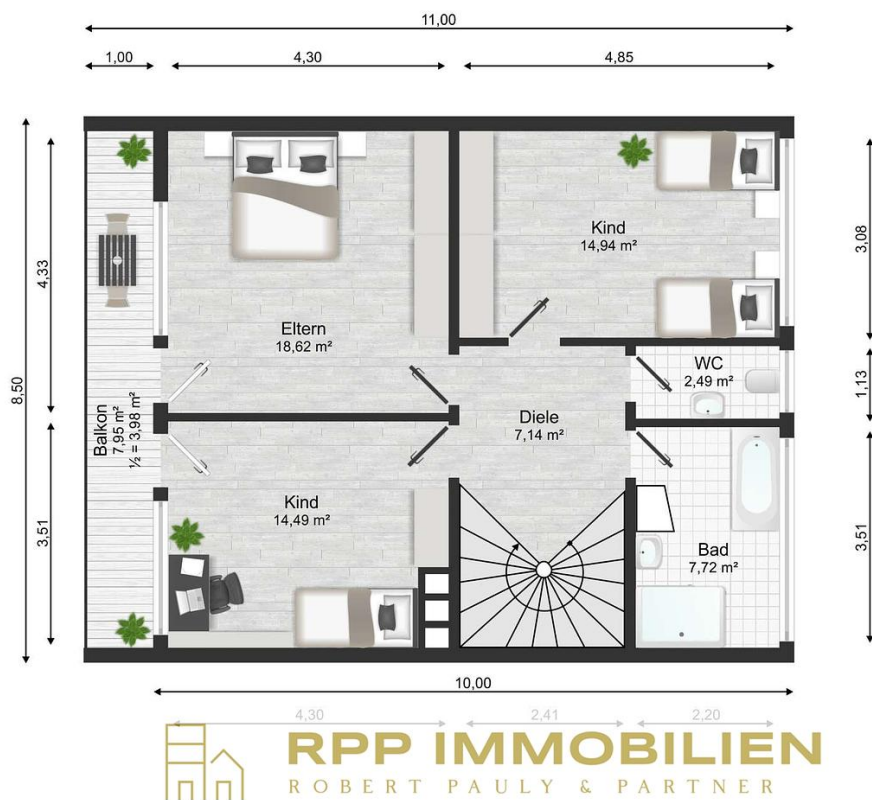 11,00
1,00
4,30
4,85
8,50
4,33
3,51
3,08
1,13
3,51
Kind
14,94 m²
Eltern
18,62 m²
WC
2,49 m²
Diele
7,14 m²
Balkon
7,95 m²
½ = 3,98 m²
Kind
14,49 m²
Bad
7,72 m²
10,00
4,30
2,41
2,20
RPP IMMOBILIEN
ROBERT PAULY & PARTNER